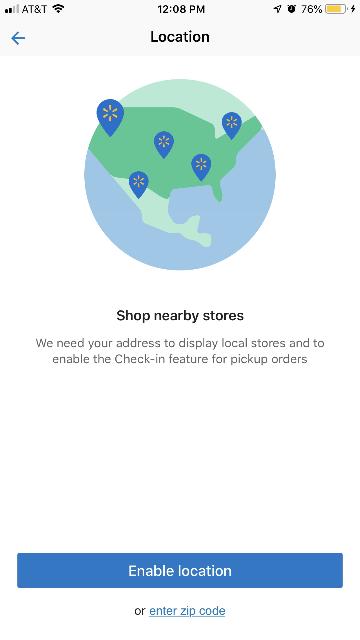 AT&T 12:08 PM 76%
Location
Shop nearby stores
We need your address to display local stores and to
enable the Check-in feature for pickup orders
Enable location
or enter zip code